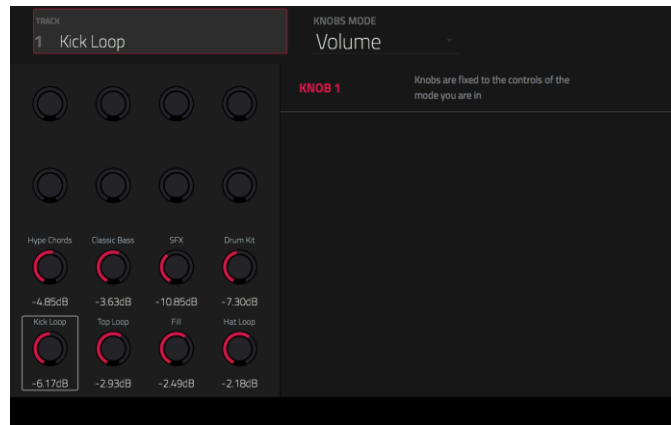 TRACK
1 Kick Loop
KNOBS MODE
Volume
KNOB 1
Knobs are fixed to the controls of the
mode you are in
Hype Chords Classic Bass SFX Drum Kit
-4.85dB -3.63dB -10.85dB -7.30dB
Kick Loop Top Loop Fill Hat Loop
-6.17dB -2.93dB -2.49dB -2.18dB